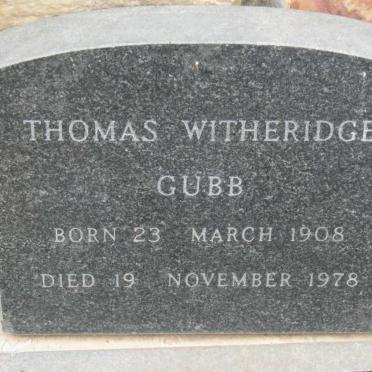 THOMAS WITHERIDGE
GUBB
BORN 23 MARCH 1908
DIED 19 NOVEMBER 1978